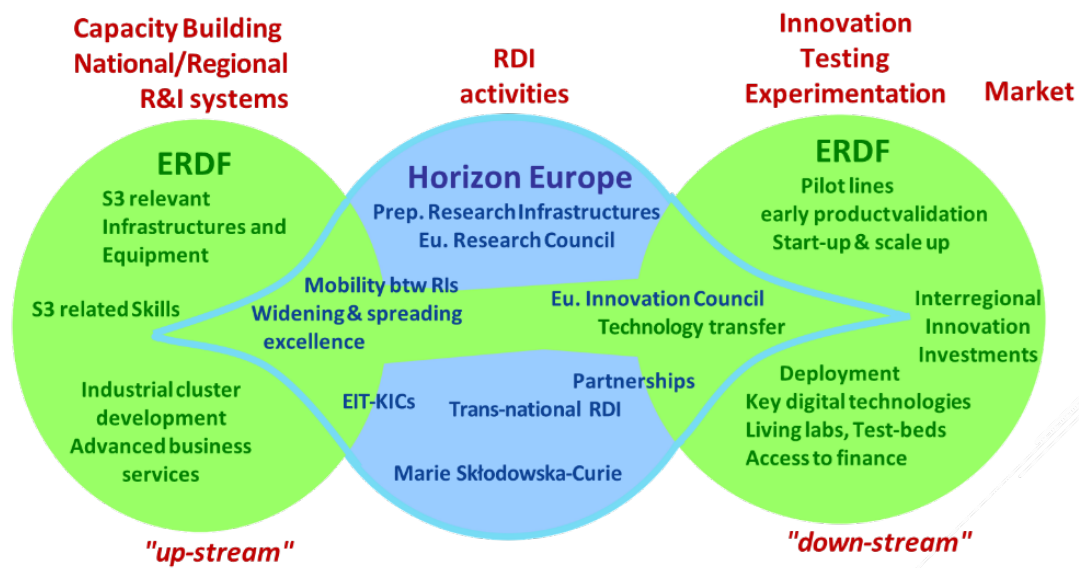 Capacity Building
National/Regional
R&I systems
RDI
activities
Innovation
Testing
Experimentation
Market
ERDF
S3 relevant
Infrastructures and
Equipment
S3 related Skills
Industrial cluster
development
Advanced business
services
"up-stream"
Horizon Europe
Prep. Research Infrastructures
Eu. Research Council
Mobility btw RIs
Widening & spreading
excellence
Eu. Innovation Council
Technology transfer
EIT-KICs
Partnerships
Trans-national RDI
Marie Skłodowska-Curie
ERDF
Pilot lines
early product validation
Start-up & scale up
Interregional
Innovation
Investments
Deployment
Key digital technologies
Living labs, Test-beds
Access to finance
"down-stream"